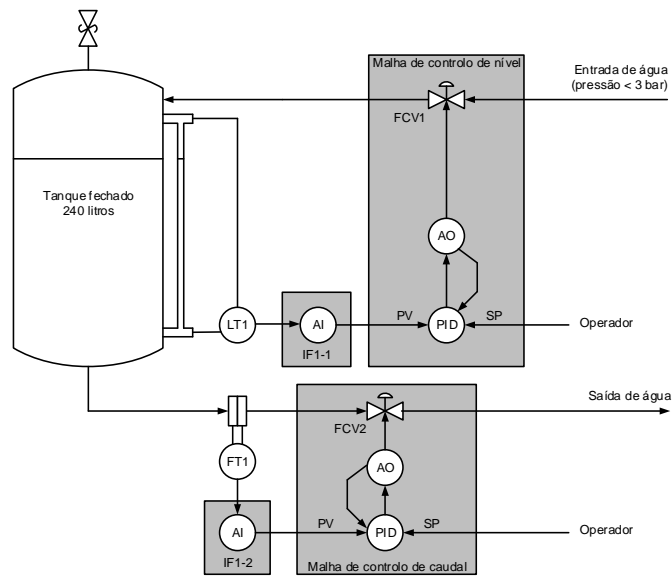 Malha de controlo de nível
Entrada de água
(pressão < 3 bar)
FCV1
Tanque fechado
240 litros
AO
LT1
AI
PV
PID
SP
Operador
IF1-1
Saída de água
FCV2
FT1
AO
AI
PV
PID
SP
Operador
IF1-2
Malha de controlo de caudal